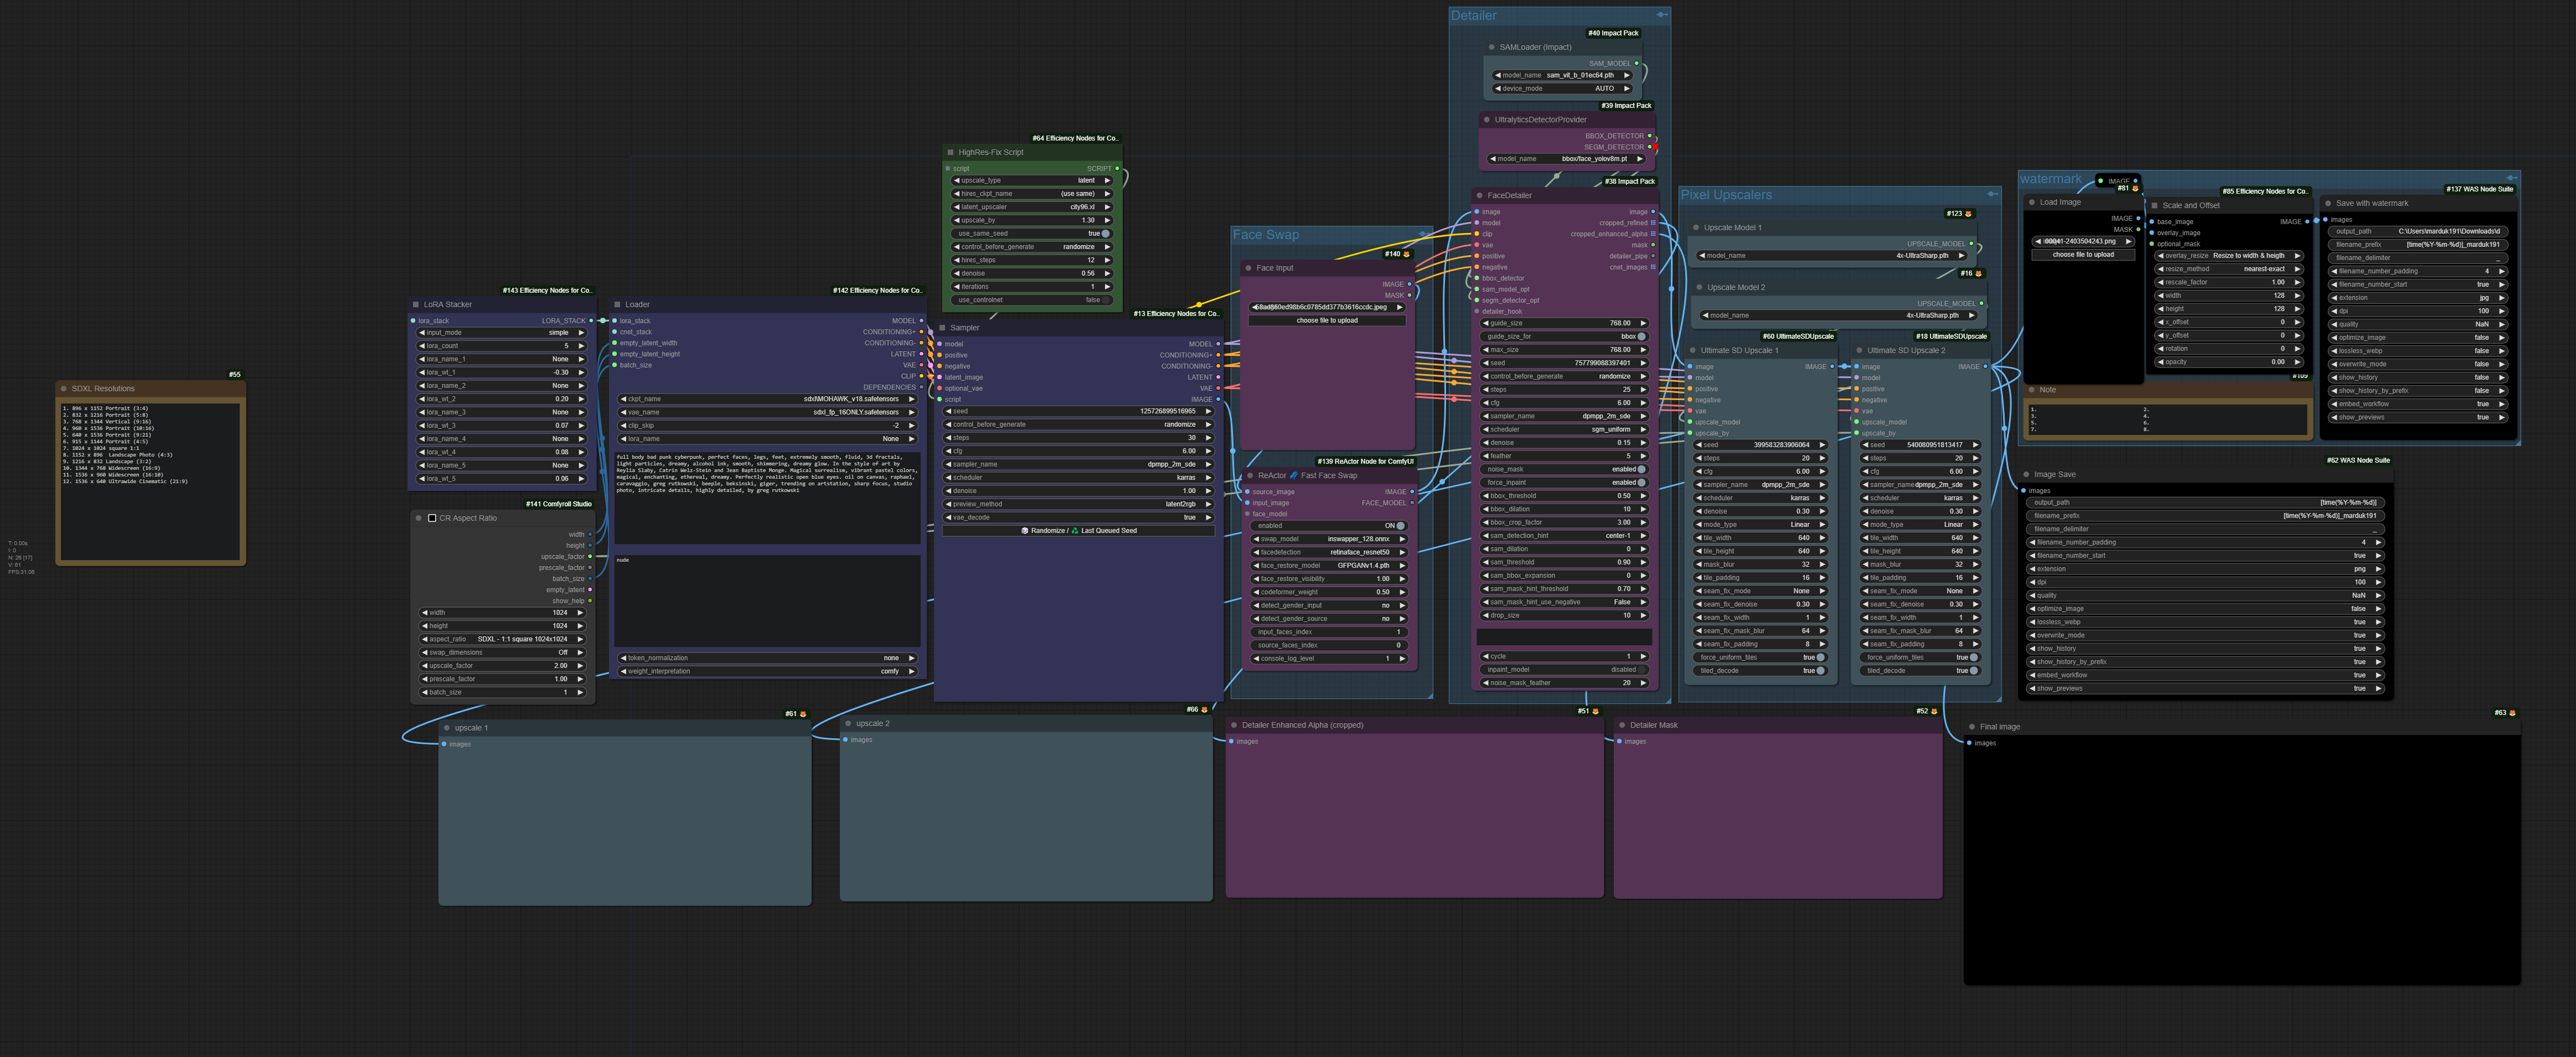 T: 0.00s
I: 0
N: 25 [17]
V: 61
FPS:31.06
#55
SDXL Resolutions
1. 896 x 1152 Portrait (3:4)
2. 832 x 1216 Portrait (5:8)
3. 768 x 1344 Vertical (9:16)
4. 960 x 1536 Portrait (10:16)
5. 640 x 1536 Portrait (9:21)
6. 915 x 1144 Portrait (4:5)
7. 1024 x 1024 square 1:1
8. 1152 x 896 Landscape Photo (4:3)
9. 1216 x 832 Landscape (3:2)
10. 1344 x 768 Widescreen (16:9)
11. 1536 x 960 Widescreen (16:10)
12. 1536 x 640 Ultrawide Cinematic (21:9)
#143 Efficiency Nodes for Co..
LoRA Stacker
lora_stack LORA_STACK
input_mode simple
lora_count 5
lora_name_1 None
lora_wt_1 -0.30
lora_name_2 None
lora_wt_2 0.20
lora_name_3 None
lora_wt_3 0.07
lora_name_4 None
lora_wt_4 0.08
lora_name_5 None
lora_wt_5 0.06
#141 Comfyroll Studio
CR Aspect Ratio
width
height
upscale_factor
prescale_factor
batch_size
empty_latent
show_help
width 1024
height 1024
aspect_ratio SDXL - 1:1 square 1024x1024
swap_dimensions Off
upscale_factor 2.00
prescale_factor 1.00
batch_size 1
#142 Efficiency Nodes for Co..
Loader
lora_stack MODEL
cnet_stack CONDITIONING+
empty_latent_width CONDITIONING-
empty_latent_height LATENT
batch_size VAE
CLIP
DEPENDENCIES
ckpt_name sdxl\MOHAWK_v18.safetensors
vae_name sdxl_fp_16ONLY.safetensors
clip_skip -2
lora_name None
full body bad punk cyberpunk, perfect faces, legs, feet, extremely smooth, fluid, 3d fractals,
light particles, dreamy, alcohol ink, smooth, shimmering, dreamy glow. In the style of art by
Reylia Slaby, Catrin Welz-Stein and Jean Baptiste Monge. Magical surrealism, vibrant pastel colors,
magical, enchanting, ethereal, dreamy. Perfectly realistic open blue eyes. oil on canvas, raphael,
caravaggio, greg rutkowski, beeple, beksinski, giger, trending on artstation, sharp focus, studio
photo, intricate details, highly detailed, by greg rutkowski
nude
token_normalization none
weight_interpretation comfy
#64 Efficiency Nodes for Co..
HighRes-Fix Script
script SCRIPT
upscale_type latent
hires_ckpt_name (use same)
latent_upscaler city96.xl
upscale_by 1.30
use_same_seed true
control_before_generate randomize
hires_steps 12
denoise 0.56
iterations 1
use_controlnet false
#13 Efficiency Nodes for Co..
Sampler
model MODEL
positive CONDITIONING+
negative CONDITIONING-
latent_image LATENT
optional_vae VAE
script IMAGE
seed 125726899516965
control_before_generate randomize
steps 30
cfg 6.00
sampler_name dpmpp_2m_sde
scheduler karras
denoise 1.00
preview_method latent2rgb
vae_decode true
Randomize / Last Queued Seed
Face Swap
#140
Face Input
IMAGE
MASK
choose file to upload
#139 ReActor Node for ComfyUI
ReActor Fast Face Swap
source_image IMAGE
input_image FACE_MODEL
face_model
enabled ON
swap_model inswapper_128.onnx
facedetection retinaface_resnet50
face_restore_model GFPGANv1.4.pth
face_restore_visibility 1.00
codeformer_weight 0.50
detect_gender_input no
detect_gender_source no
input_faces_index 1
source_faces_index 0
console_log_level 1
Detailer
#40 Impact Pack
SAMLoader (Impact)
SAM_MODEL
model_name sam_vit_b_01ec64.pth
device_mode AUTO
#39 Impact Pack
UltralyticsDetectorProvider
BBOX_DETECTOR
SEGM_DETECTOR
model_name bbox/face_yolov8m.pt
#38 Impact Pack
FaceDetailer
image image
model cropped_refined
clip cropped_enhanced_alpha
vae mask
positive detailer_pipe
negative cnet_images
bbox_detector
sam_model_opt
segm_detector_opt
detailer_hook
guide_size 768.00
guide_size_for bbox
max_size 768.00
seed 757799088397401
control_before_generate randomize
steps 25
cfg 6.00
sampler_name dpmpp_2m_sde
scheduler sgm_uniform
denoise 0.15
feather 5
noise_mask enabled
force_inpaint enabled
bbox_threshold 0.50
bbox_dilation 10
bbox_crop_factor 3.00
sam_detection_hint center-1
sam_dilation 0
sam_threshold 0.90
sam_bbox_expansion 0
sam_mask_hint_threshold 0.70
sam_mask_hint_use_negative False
drop_size 10
cycle 1
inpaint_model disabled
noise_mask_feather 20
Pixel Upscalers
#123
Upscale Model 1
UPSCALE_MODEL
model_name 4x-UltraSharp.pth
#16
Upscale Model 2
UPSCALE_MODEL
model_name 4x-UltraSharp.pth
#60 UltimateSDUpscale
Ultimate SD Upscale 1
image IMAGE
model
positive
negative
vae
upscale_model
upscale_by
seed 399583283906064
steps 20
cfg 6.00
sampler_name dpmpp_2m_sde
scheduler karras
denoise 0.30
mode_type Linear
tile_width 640
tile_height 640
mask_blur 32
tile_padding 16
seam_fix_mode None
seam_fix_denoise 0.30
seam_fix_width 1
seam_fix_mask_blur 64
seam_fix_padding 8
force_uniform_tiles true
tiled_decode true
#18 UltimateSDUpscale
Ultimate SD Upscale 2
image IMAGE
model
positive
negative
vae
upscale_model
upscale_by
seed 540080951813417
steps 20
cfg 6.00
sampler_name dpmpp_2m_sde
scheduler karras
denoise 0.30
mode_type Linear
tile_width 640
tile_height 640
mask_blur 32
tile_padding 16
seam_fix_mode None
seam_fix_denoise 0.30
seam_fix_width 1
seam_fix_mask_blur 64
seam_fix_padding 8
force_uniform_tiles true
tiled_decode true
watermark
IMAGE
#81
Load Image
IMAGE
MASK
00041-2403504243.png
choose file to upload
#85 Efficiency Nodes for Co..
Scale and Offset
base_image IMAGE
overlay_image
optional_mask
overlay_resize Resize to width & heigth
resize_method nearest-exact
rescale_factor 1.00
width 128
height 128
x_offset 0
y_offset 0
rotation 0
opacity 0.00
#109
Note
1. 2.
3. 4.
5. 6.
7. 8.
#137 WAS Node Suite
Save with watermark
images
output_path C:\Users\marduk191\Downloads\d
filename_prefix [time(%Y-%m-%d)]_marduk191
filename_delimiter _
filename_number_padding 4
filename_number_start true
extension jpg
dpi 100
quality NaN
optimize_image false
lossless_webp false
overwrite_mode false
show_history false
show_history_by_prefix false
embed_workflow true
show_previews true
#62 WAS Node Suite
Image Save
images
output_path [time(%Y-%m-%d)]
filename_prefix [time(%Y-%m-%d)]_marduk191
filename_delimiter _
filename_number_padding 4
filename_number_start true
extension png
dpi 100
quality NaN
optimize_image false
lossless_webp true
overwrite_mode true
show_history true
show_history_by_prefix true
embed_workflow true
show_previews true
#61
upscale 1
images
#66
upscale 2
images
#51
Detailer Enhanced Alpha (cropped)
images
#52
Detailer Mask
images
#63
Final image
images